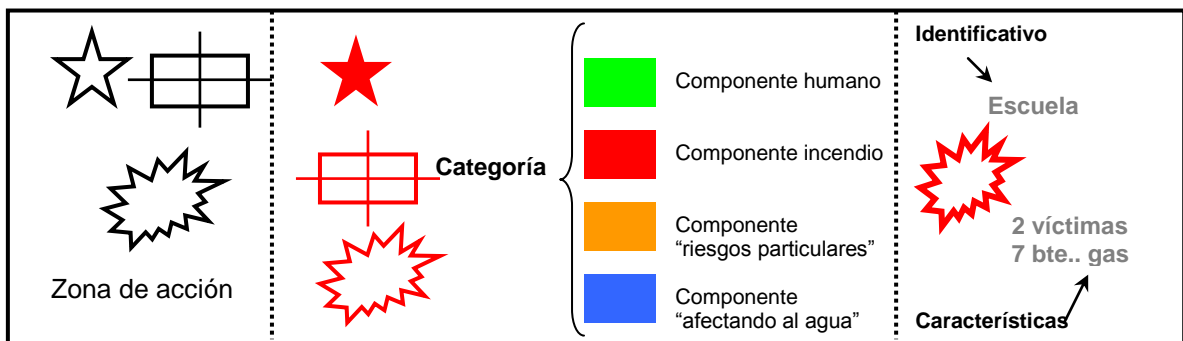 Zona de acción
Categoría
Componente humano
Componente incendio
Componente
“riesgos particulares”
Componente
“afectando al agua”
Identificativo
Escuela
2 víctimas
7 bte.. gas
Características